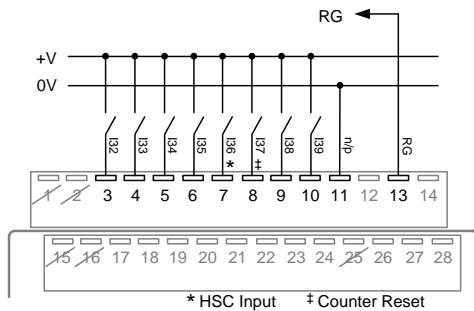 RG
+V
0V
I32
I33
I34
I35
I36
I37
I38
I39
n/p
RG
*
‡
1 2 3 4 5 6 7 8 9 10 11 12 13 14
15 16 17 18 19 20 21 22 23 24 25 26 27 28
* HSC Input ‡ Counter Reset